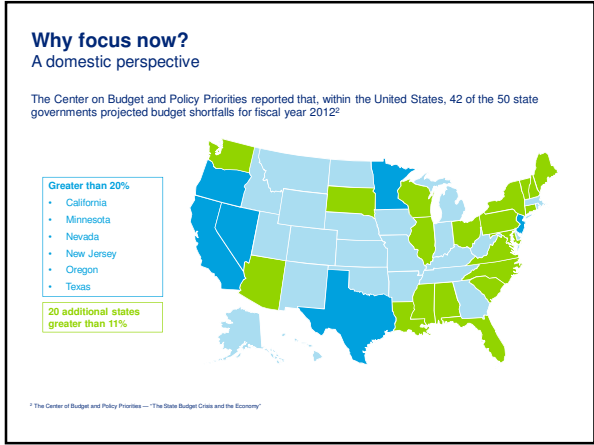 Why focus now?
A domestic perspective
The Center on Budget and Policy Priorities reported that, within the United States, 42 of the 50 state
governments projected budget shortfalls for fiscal year 2012²
Greater than 20%
• California
• Minnesota
• Nevada
• New Jersey
• Oregon
• Texas
20 additional states
greater than 11%
² The Center of Budget and Policy Priorities — "The State Budget Crisis and the Economy"